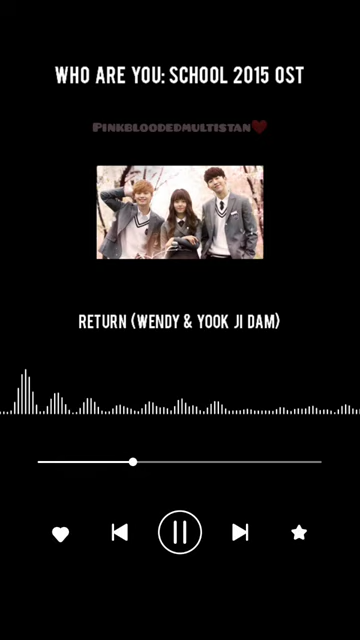 WHO ARE YOU: SCHOOL 2015 OST
PINKBLOODEDMULTISTAN❤
RETURN (WENDY & YOOK JI DAM)